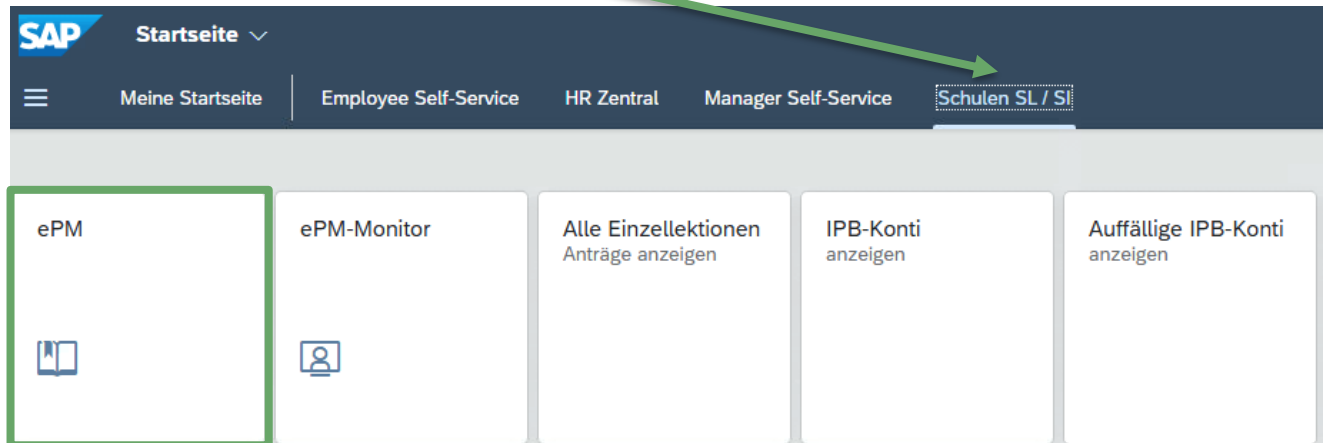 SAP Startseite
Meine Startseite Employee Self-Service HR Zentral Manager Self-Service Schulen SL / SI
ePM
ePM-Monitor
Alle Einzellektionen
Anträge anzeigen
IPB-Konti
anzeigen
Auffällige IPB-Konti
anzeigen